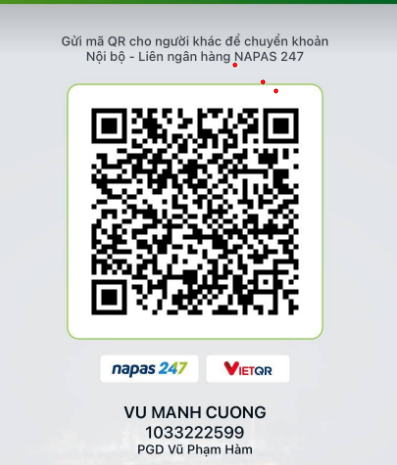 Gửi mã QR cho người khác để chuyển khoản
Nội bộ - Liên ngân hàng NAPAS 247
napas 247
VIETQR
VU MANH CUONG
1033222599
PGD Vũ Phạm Hàm